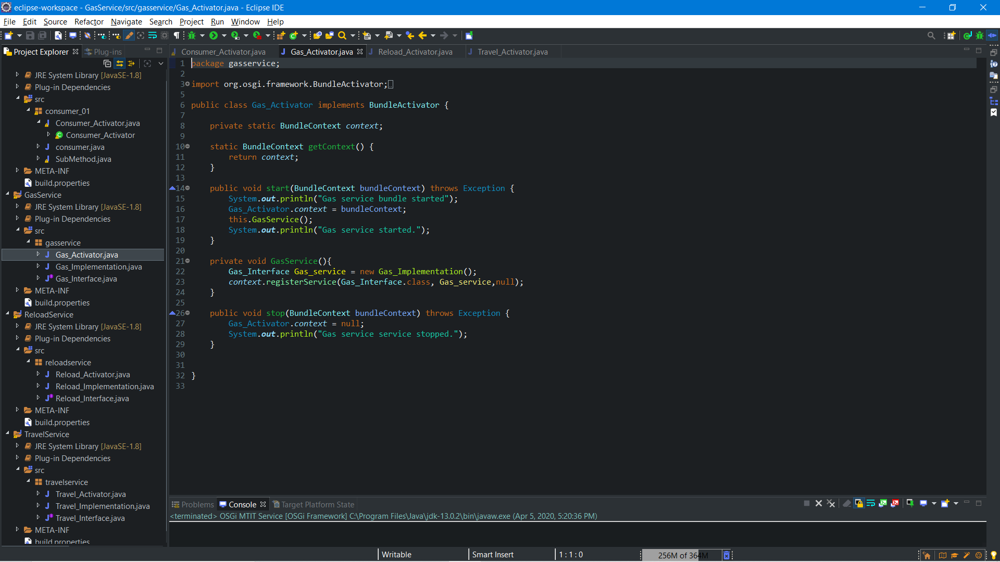 eclipse-workspace - GasService/src/gasservice/Gas_Activator.java - Eclipse IDE
File Edit Source Refactor Navigate Search Project Run Window Help
Project Explorer Plug-ins
JRE System Library [JavaSE-1.8]
Plug-in Dependencies
src
consumer_01
Consumer_Activator.java
Consumer_Activator
consumer.java
SubMethod.java
META-INF
build.properties
GasService
JRE System Library [JavaSE-1.8]
Plug-in Dependencies
src
gasservice
Gas_Activator.java
Gas_Implementation.java
Gas_Interface.java
META-INF
build.properties
ReloadService
JRE System Library [JavaSE-1.8]
Plug-in Dependencies
src
reloadservice
Reload_Activator.java
Reload_Implementation.java
Reload_Interface.java
META-INF
build.properties
TravelService
JRE System Library [JavaSE-1.8]
Plug-in Dependencies
src
travelservice
Travel_Activator.java
Travel_Implementation.java
Travel_Interface.java
META-INF
build.properties
Consumer_Activator.java Gas_Activator.java Reload_Activator.java Travel_Activator.java
1 package gasservice;
2
3 import org.osgi.framework.BundleActivator;
5
6 public class Gas_Activator implements BundleActivator {
7
8 private static BundleContext context;
9
10 static BundleContext getContext() {
11 return context;
12 }
13
14 public void start(BundleContext bundleContext) throws Exception {
15 System.out.println("Gas service bundle started");
16 Gas_Activator.context = bundleContext;
17 this.GasService();
18 System.out.println("Gas service started.");
19 }
20
21 private void GasService(){
22 Gas_Interface Gas_service = new Gas_Implementation();
23 context.registerService(Gas_Interface.class, Gas_service,null);
24 }
25
26 public void stop(BundleContext bundleContext) throws Exception {
27 Gas_Activator.context = null;
28 System.out.println("Gas service service stopped.");
29 }
30
31
32 }
33
Problems Console Target Platform State
<terminated> OSGi MTIT Service [OSGi Framework] C:\Program Files\Java\jdk-13.0.2\bin\javaw.exe (Apr 5, 2020, 5:20:36 PM)
Writable Smart Insert 1 : 1 : 0 256M of 364M